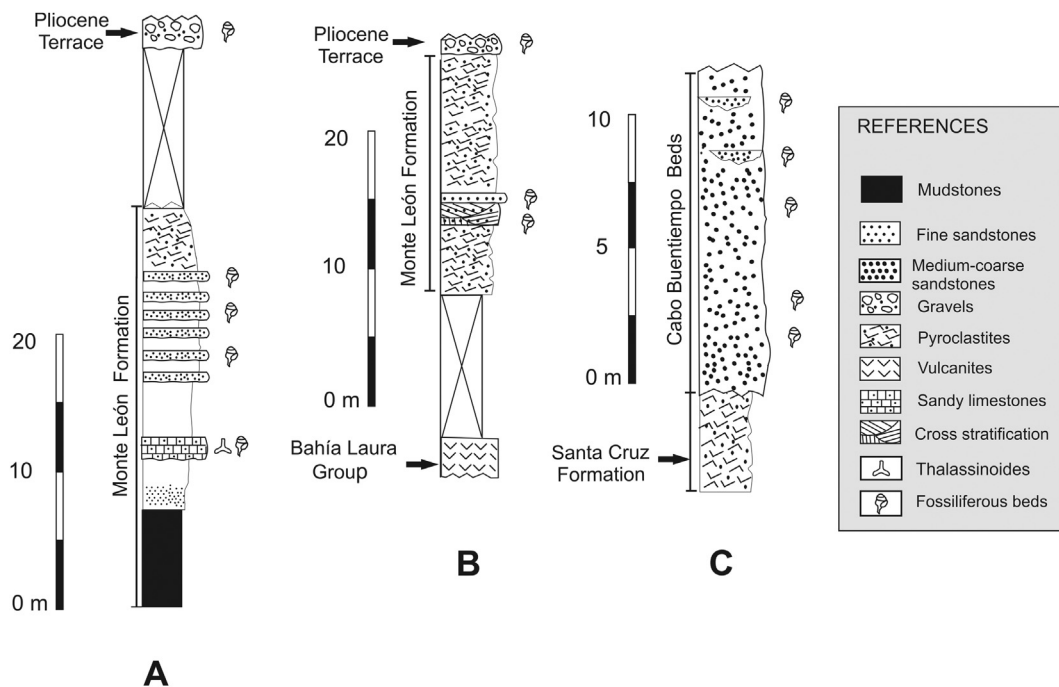 Pliocene
Terrace
Monte León Formation
20
10
0 m
A
Pliocene
Terrace
Monte León Formation
20
10
0 m
Bahía Laura
Group
B
Cabo Buentiempo Beds
10
5
0 m
Santa Cruz
Formation
C
REFERENCES
Mudstones
Fine sandstones
Medium-coarse
sandstones
Gravels
Pyroclastites
Vulcanites
Sandy limestones
Cross stratification
Thalassinoides
Fossiliferous beds